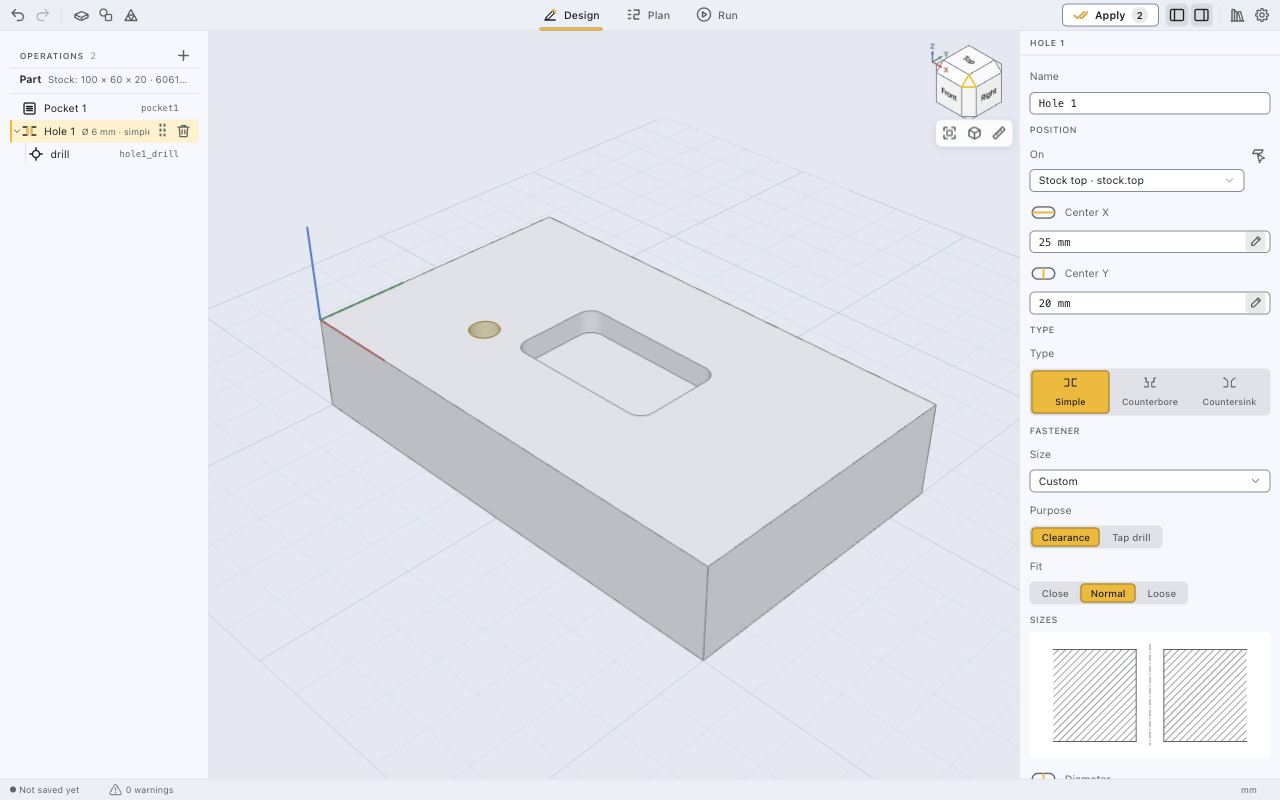 Design
Plan
Run
Apply 2
OPERATIONS 2
Part Stock: 100 × 60 × 20 · 6061...
Pocket 1 pocket1
Hole 1 Ø 6 mm · simple
drill hole1_drill
Z
Y
X
Top
Front
Right
HOLE 1
Name
Hole 1
POSITION
On
Stock top · stock.top
Center X
25 mm
Center Y
20 mm
TYPE
Type
Simple Counterbore Countersink
FASTENER
Size
Custom
Purpose
Clearance Tap drill
Fit
Close Normal Loose
SIZES
Diameter
Not saved yet 0 warnings mm